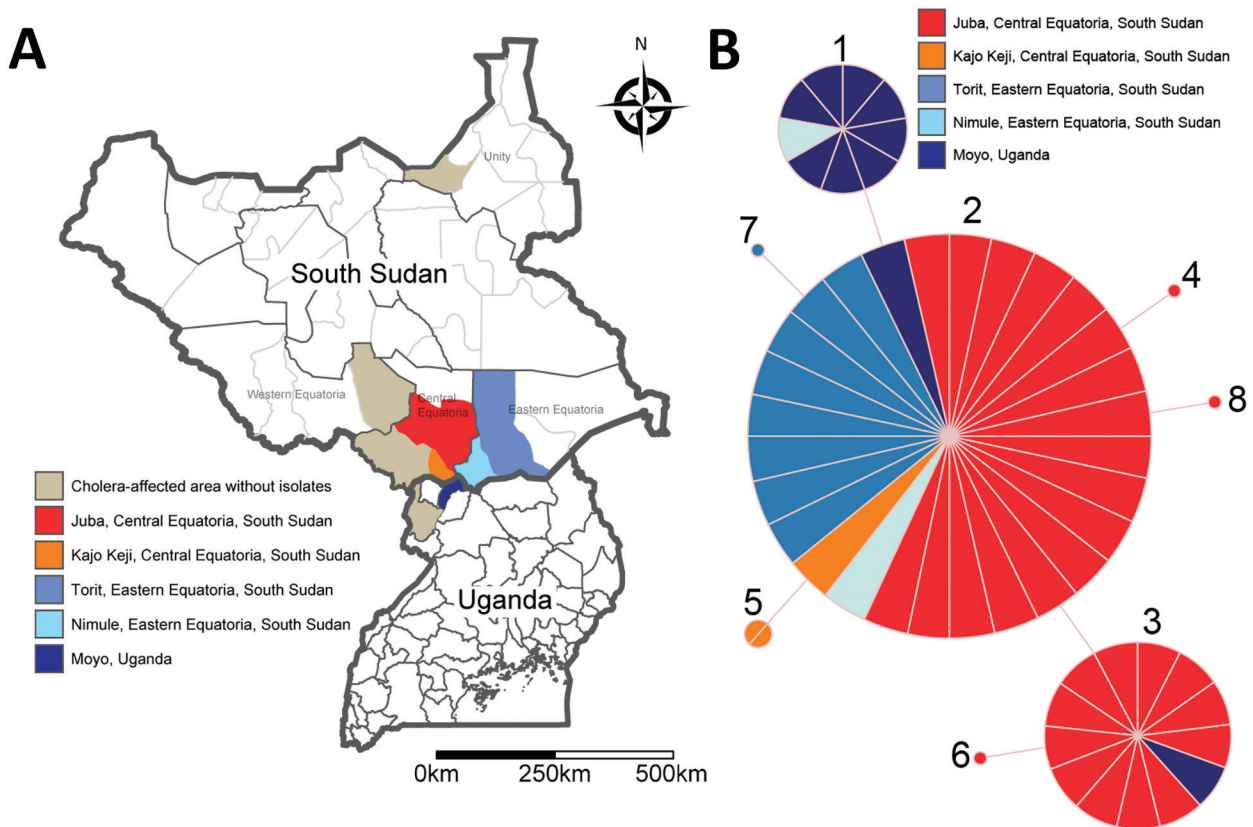 A
N
Unity
South Sudan
Western Equatoria
Central
Equatoria
Eastern Equatoria
Cholera-affected area without isolates
Juba, Central Equatoria, South Sudan
Kajo Keji, Central Equatoria, South Sudan
Torit, Eastern Equatoria, South Sudan
Nimule, Eastern Equatoria, South Sudan
Moyo, Uganda
Uganda
0km 250km 500km
B
Juba, Central Equatoria, South Sudan
Kajo Keji, Central Equatoria, South Sudan
Torit, Eastern Equatoria, South Sudan
Nimule, Eastern Equatoria, South Sudan
Moyo, Uganda
1
2
7
4
8
5
3
6